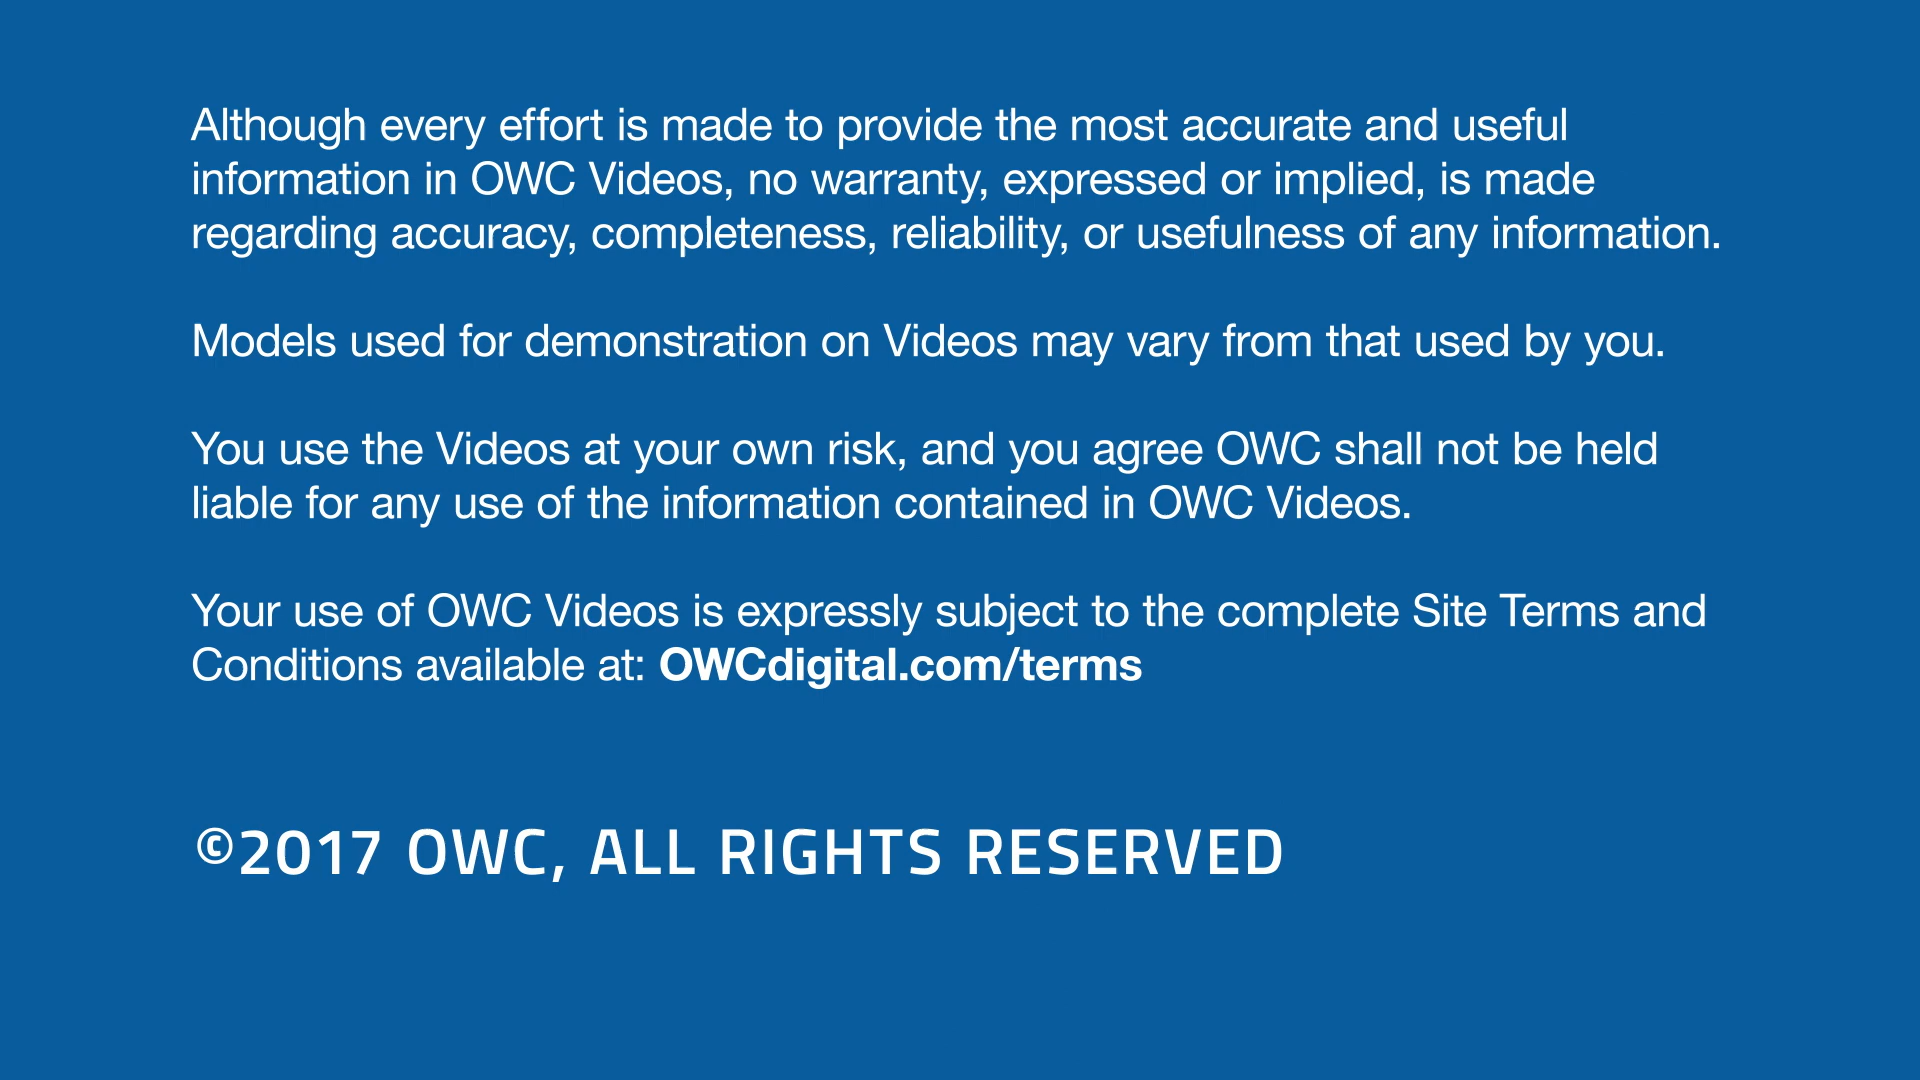 Although every effort is made to provide the most accurate and useful
information in OWC Videos, no warranty, expressed or implied, is made
regarding accuracy, completeness, reliability, or usefulness of any information.
Models used for demonstration on Videos may vary from that used by you.
You use the Videos at your own risk, and you agree OWC shall not be held
liable for any use of the information contained in OWC Videos.
Your use of OWC Videos is expressly subject to the complete Site Terms and
Conditions available at: OWCdigital.com/terms
©2017 OWC, ALL RIGHTS RESERVED